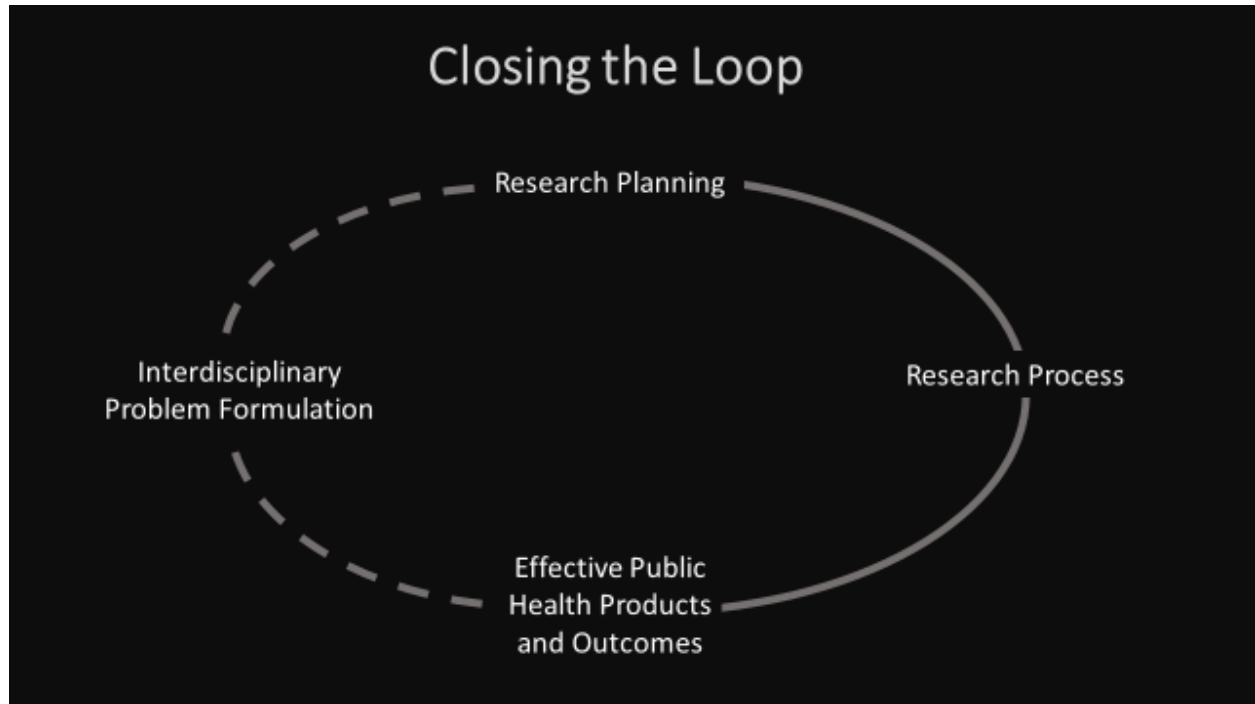 Closing the Loop
Research Planning
Interdisciplinary
Problem Formulation
Research Process
Effective Public
Health Products
and Outcomes